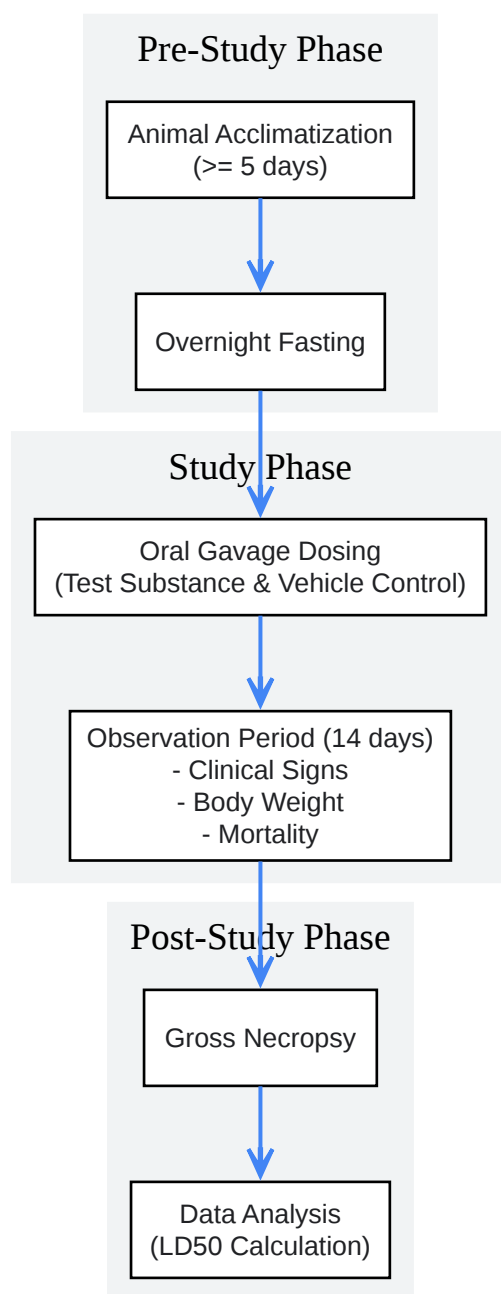 Pre-Study Phase
Animal Acclimatization
(>= 5 days)
Overnight Fasting
Study Phase
Oral Gavage Dosing
(Test Substance & Vehicle Control)
Observation Period (14 days)
- Clinical Signs
- Body Weight
- Mortality
Post-Study Phase
Gross Necropsy
Data Analysis
(LD50 Calculation)